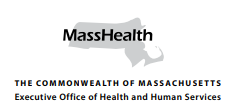 MassHealth
THE COMMONWEALTH OF MASSACHUSETTS
Executive Office of Health and Human Services